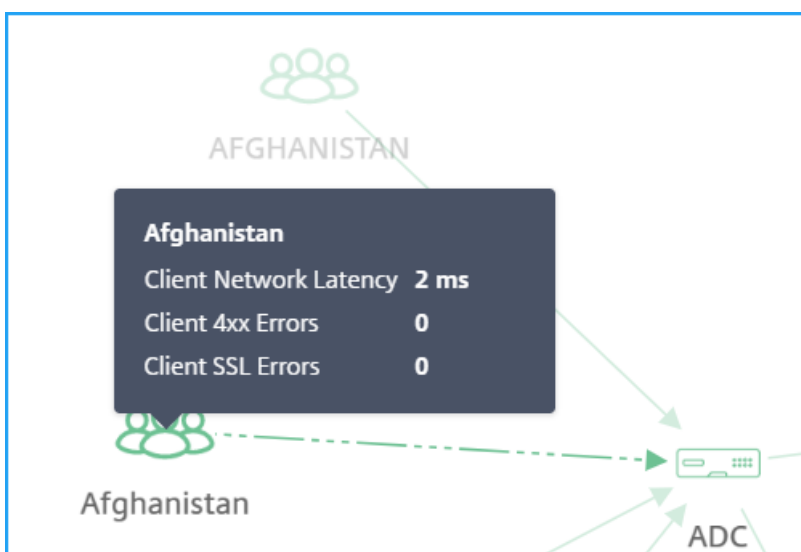 AFGHANISTAN
Afghanistan
Client Network Latency 2 ms
Client 4xx Errors 0
Client SSL Errors 0
Afghanistan
ADC